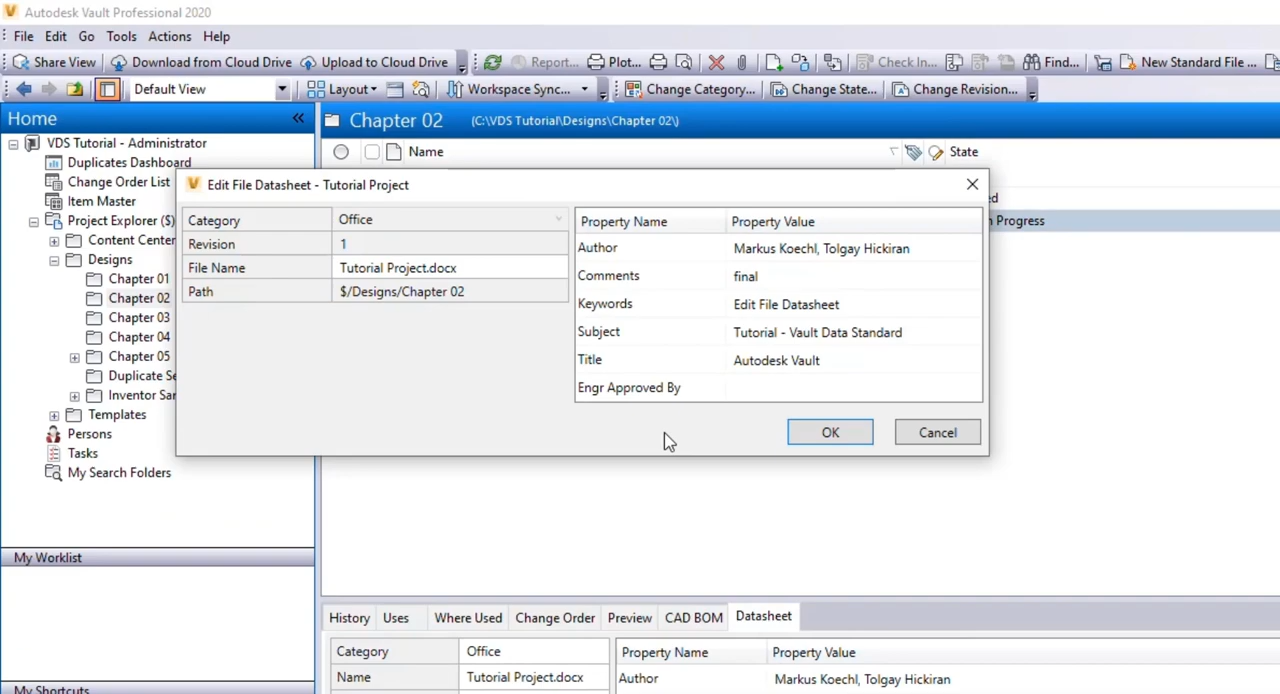 Autodesk Vault Professional 2020
File Edit Go Tools Actions Help
Share View Download from Cloud Drive Upload to Cloud Drive Report... Plot... Check In... Find... New Standard File ...
Default View Layout Workspace Sync... Change Category... Change State... Change Revision...
Home «
Chapter 02 (C:\VDS Tutorial\Designs\Chapter 02\)
VDS Tutorial - Administrator
Duplicates Dashboard
Change Order List
Item Master
Project Explorer ($)
Content Center
Designs
Chapter 01
Chapter 02
Chapter 03
Chapter 04
Chapter 05
Duplicate Se
Inventor Sar
Templates
Persons
Tasks
My Search Folders
My Worklist
My Shortcuts
Name State
ed
n Progress
Edit File Datasheet - Tutorial Project
Category Office
Revision 1
File Name Tutorial Project.docx
Path $/Designs/Chapter 02
Property Name Property Value
Author Markus Koechl, Tolgay Hickiran
Comments final
Keywords Edit File Datasheet
Subject Tutorial - Vault Data Standard
Title Autodesk Vault
Engr Approved By
OK Cancel
History Uses Where Used Change Order Preview CAD BOM Datasheet
Category Office
Name Tutorial Project.docx
Property Name Property Value
Author Markus Koechl, Tolgay Hickiran